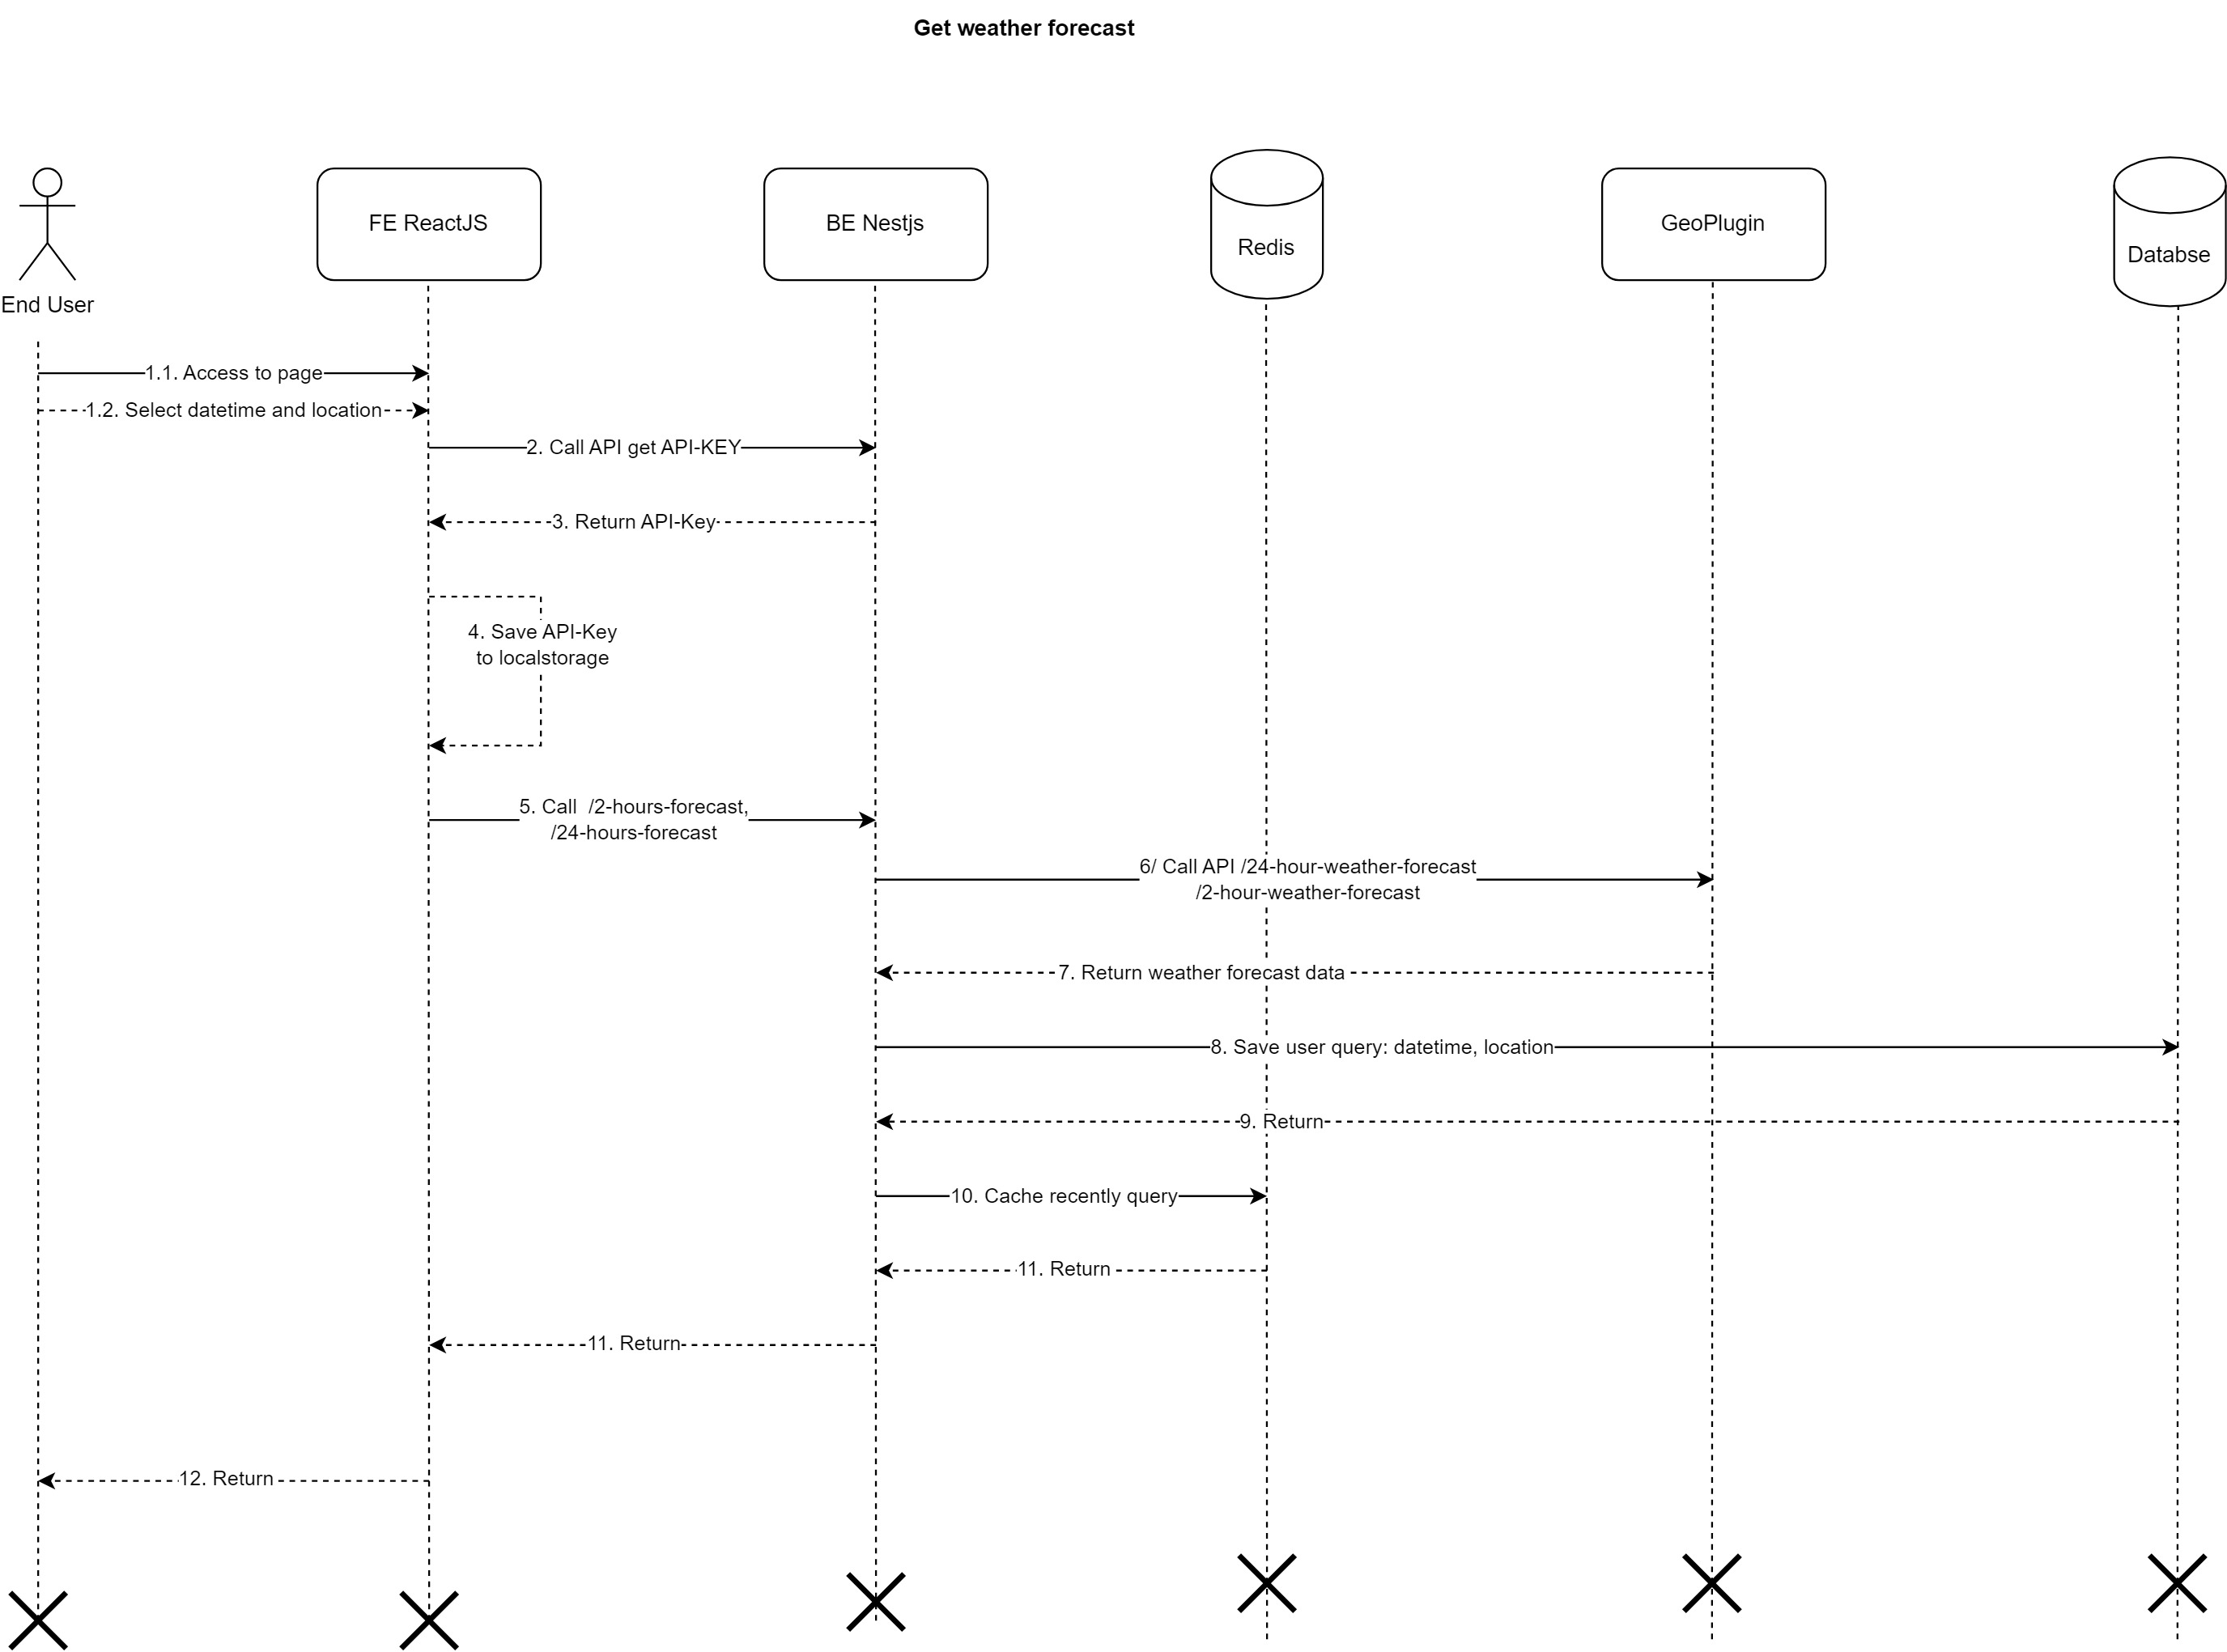 Get weather forecast
End User
FE ReactJS
BE Nestjs
Redis
GeoPlugin
Databse
1.1. Access to page
1.2. Select datetime and location
2. Call API get API-KEY
3. Return API-Key
4. Save API-Key
to localstorage
5. Call  /2-hours-forecast,
/24-hours-forecast
6/ Call API /24-hour-weather-forecast
/2-hour-weather-forecast
7. Return weather forecast data
8. Save user query: datetime, location
9. Return
10. Cache recently query
11. Return
11. Return
12. Return